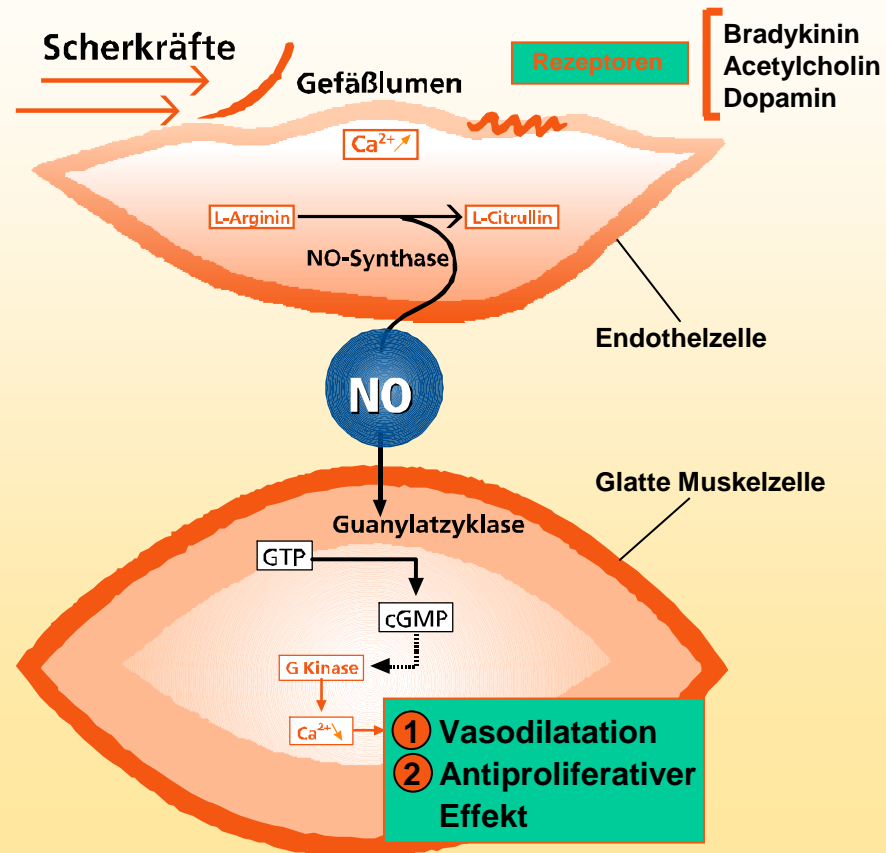 Scherkräfte
Gefäßlumen
Rezeptoren
Bradykinin
Acetylcholin
Dopamin
Ca²⁺↗
L-Arginin
L-Citrullin
NO-Synthase
Endothelzelle
NO
Glatte Muskelzelle
Guanylatzyklase
GTP
cGMP
G Kinase
Ca²⁺↘
1 Vasodilatation
2 Antiproliferativer
Effekt